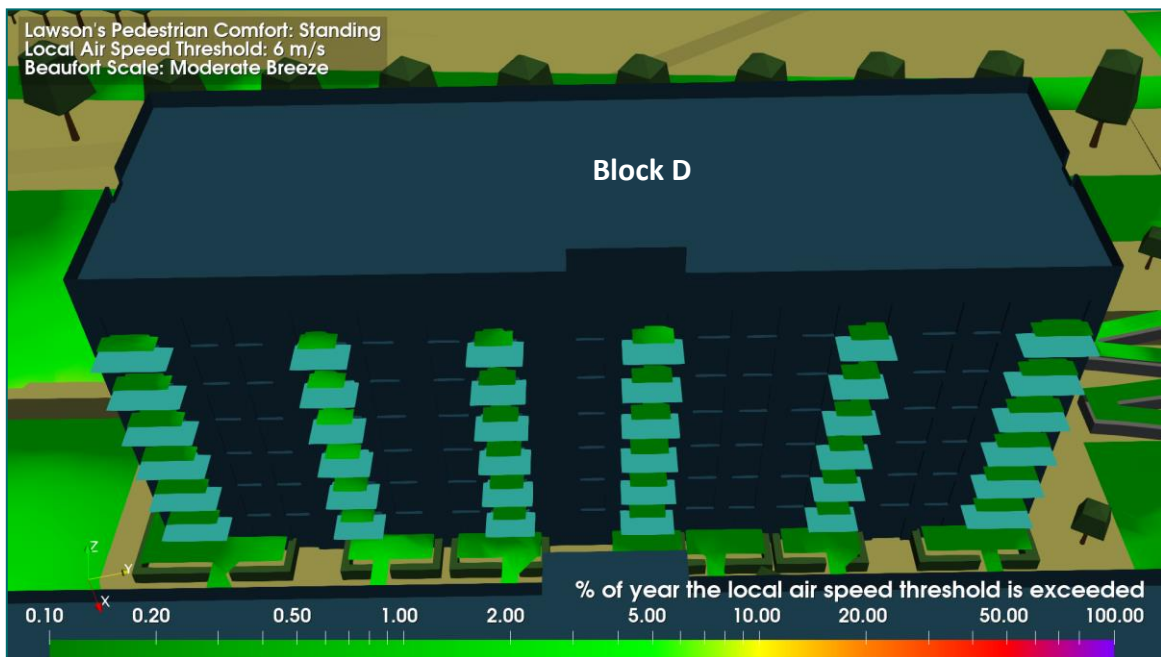 Lawson's Pedestrian Comfort: Standing
Local Air Speed Threshold: 6 m/s
Beaufort Scale: Moderate Breeze
Block D
Z
Y
X
% of year the local air speed threshold is exceeded
0.10 0.20 0.50 1.00 2.00 5.00 10.00 20.00 50.00 100.00